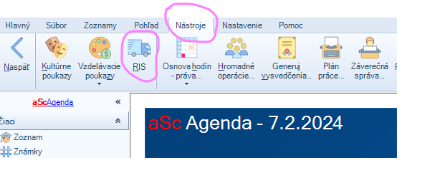 Hlavný Súbor Zoznamy Pohľad Nástroje Nastavenie Pomoc
Naspäť Kultúrne poukazy Vzdelávacie poukazy RIS Osnova hodín - práva... Hromadné operácie... Generuj vysvedčenia... Plán práce... Záverečná správa...
aScAgenda «
Žiaci
Zoznam
Známky
aSc Agenda - 7.2.2024